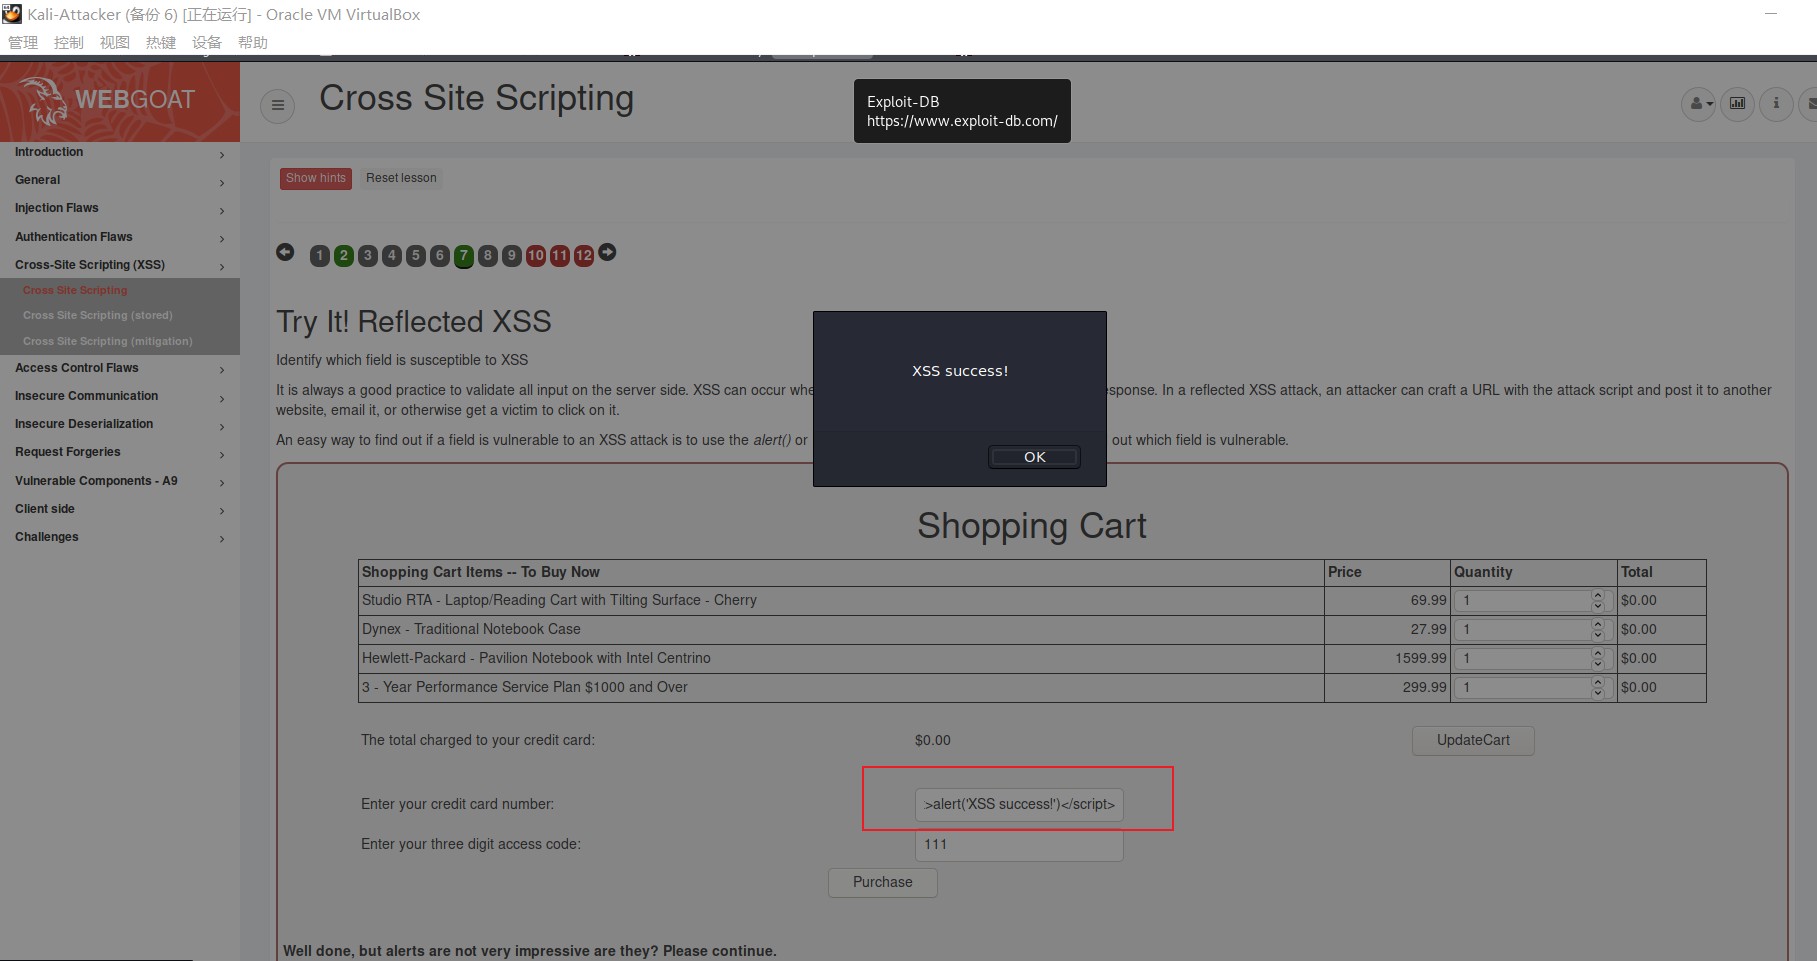 Kali-Attacker (备份 6) [正在运行] - Oracle VM VirtualBox
管理 控制 视图 热键 设备 帮助
WEBGOAT
Cross Site Scripting
Exploit-DB
https://www.exploit-db.com/
Introduction
General
Injection Flaws
Authentication Flaws
Cross-Site Scripting (XSS)
Cross Site Scripting
Cross Site Scripting (stored)
Cross Site Scripting (mitigation)
Access Control Flaws
Insecure Communication
Insecure Deserialization
Request Forgeries
Vulnerable Components - A9
Client side
Challenges
Show hints Reset lesson
1 2 3 4 5 6 7 8 9 10 11 12
Try It! Reflected XSS
Identify which field is susceptible to XSS
It is always a good practice to validate all input on the server side. XSS can occur whe sponse. In a reflected XSS attack, an attacker can craft a URL with the attack script and post it to another
website, email it, or otherwise get a victim to click on it.
An easy way to find out if a field is vulnerable to an XSS attack is to use the alert() or out which field is vulnerable.
XSS success!
OK
Shopping Cart
Shopping Cart Items -- To Buy Now Price Quantity Total
Studio RTA - Laptop/Reading Cart with Tilting Surface - Cherry 69.99 1 $0.00
Dynex - Traditional Notebook Case 27.99 1 $0.00
Hewlett-Packard - Pavilion Notebook with Intel Centrino 1599.99 1 $0.00
3 - Year Performance Service Plan $1000 and Over 299.99 1 $0.00
The total charged to your credit card: $0.00 UpdateCart
Enter your credit card number: >alert('XSS success!')</script>
Enter your three digit access code: 111
Purchase
Well done, but alerts are not very impressive are they? Please continue.